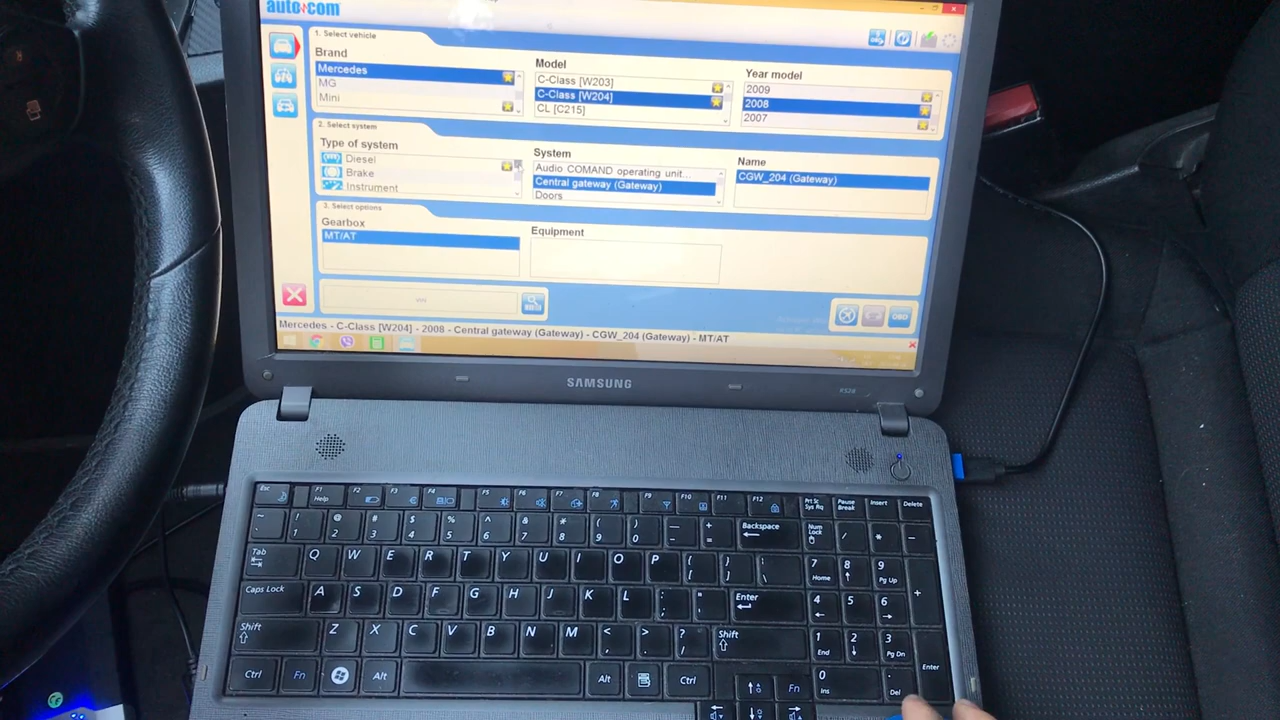 auto com
1. Select vehicle
Brand
Mercedes
MG
Mini
Model
C-Class [W203]
C-Class [W204]
CL [C215]
Year model
2009
2008
2007
2. Select system
Type of system
Diesel
Brake
Instrument
System
Audio COMAND operating unit...
Central gateway (Gateway)
Doors
Name
CGW_204 (Gateway)
3. Select options
Gearbox
MT/AT
Equipment
OBD
Mercedes - C-Class [W204] - 2008 - Central gateway (Gateway) - CGW_204 (Gateway) - MT/AT
SAMSUNG
Esc F1 Help F2 F3 F4 F5 F6 F7 F8 F9 F10 F11 F12 Prt Sc Sys Rq Pause Break Insert Delete
~ ! 1 @ 2 # 3 $ 4 % 5 ^ 6 & 7 * 8 ( 9 ) 0 — - + = Backspace Num Lock / * -
Tab Q W E R T Y U I O P { [ } ] | \ 7 Home 8 9 Pg Up +
Caps Lock A S D F G H J K L : ; " ' Enter 4 5 6
Shift Z X C V B N M < , > . ? / Shift 1 End 2 3 Pg Dn Enter
Ctrl Fn Alt Alt Ctrl Fn 0 Ins . Del